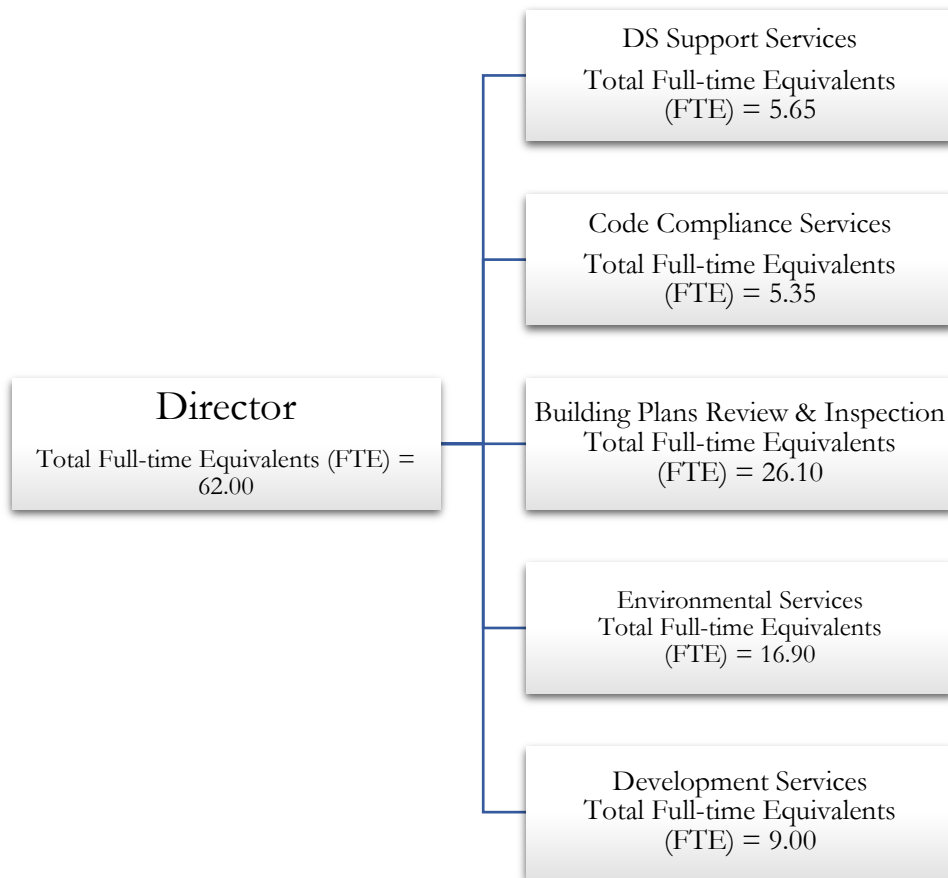 DS Support Services
Total Full-time Equivalents
(FTE) = 5.65
Code Compliance Services
Total Full-time Equivalents
(FTE) = 5.35
Director
Total Full-time Equivalents (FTE) =
62.00
Building Plans Review & Inspection
Total Full-time Equivalents
(FTE) = 26.10
Environmental Services
Total Full-time Equivalents
(FTE) = 16.90
Development Services
Total Full-time Equivalents
(FTE) = 9.00